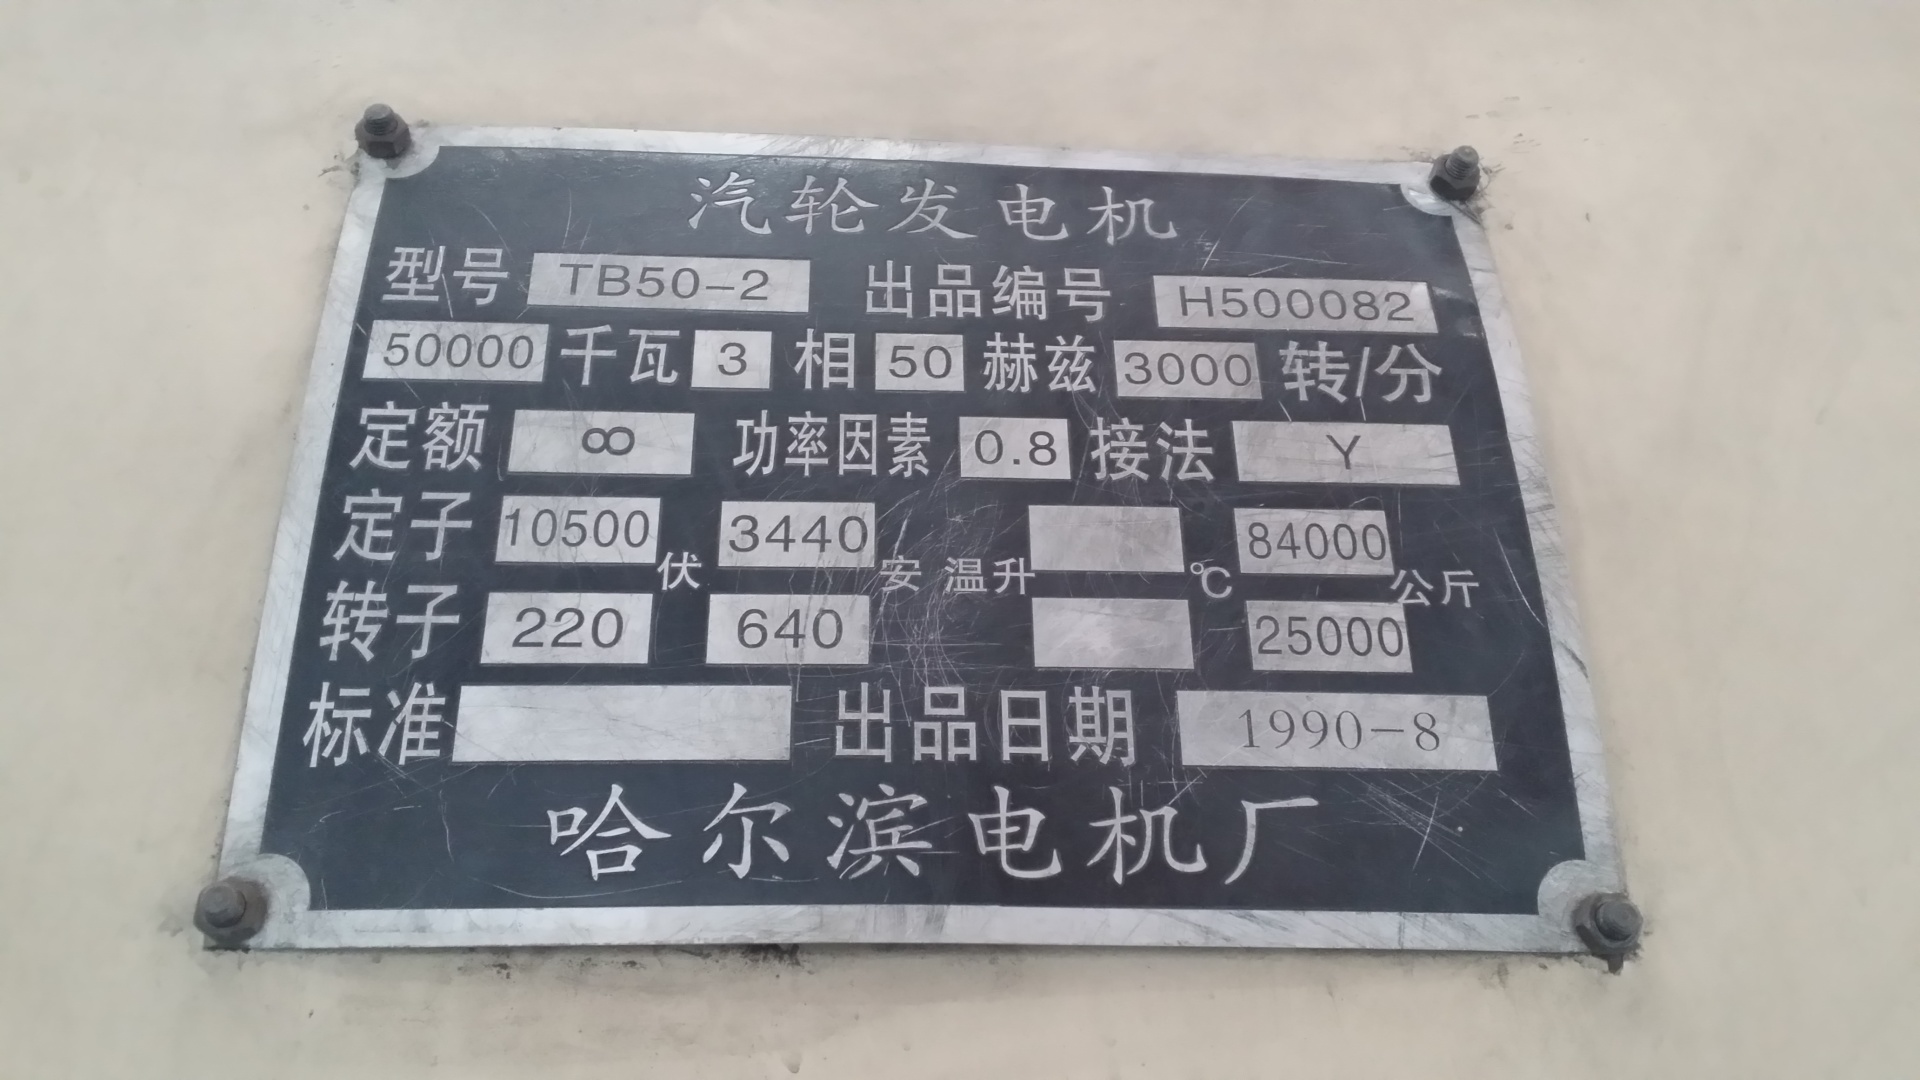 汽轮发电机
型号 TB50-2 出品编号 H500082
50000 千瓦 3 相 50 赫兹 3000 转/分
定额 ∞ 功率因素 0.8 接法 Y
定子 10500 伏 3440 安 温升 ℃ 84000 公斤
转子 220 640 25000
标准 出品日期 1990-8
哈尔滨电机厂